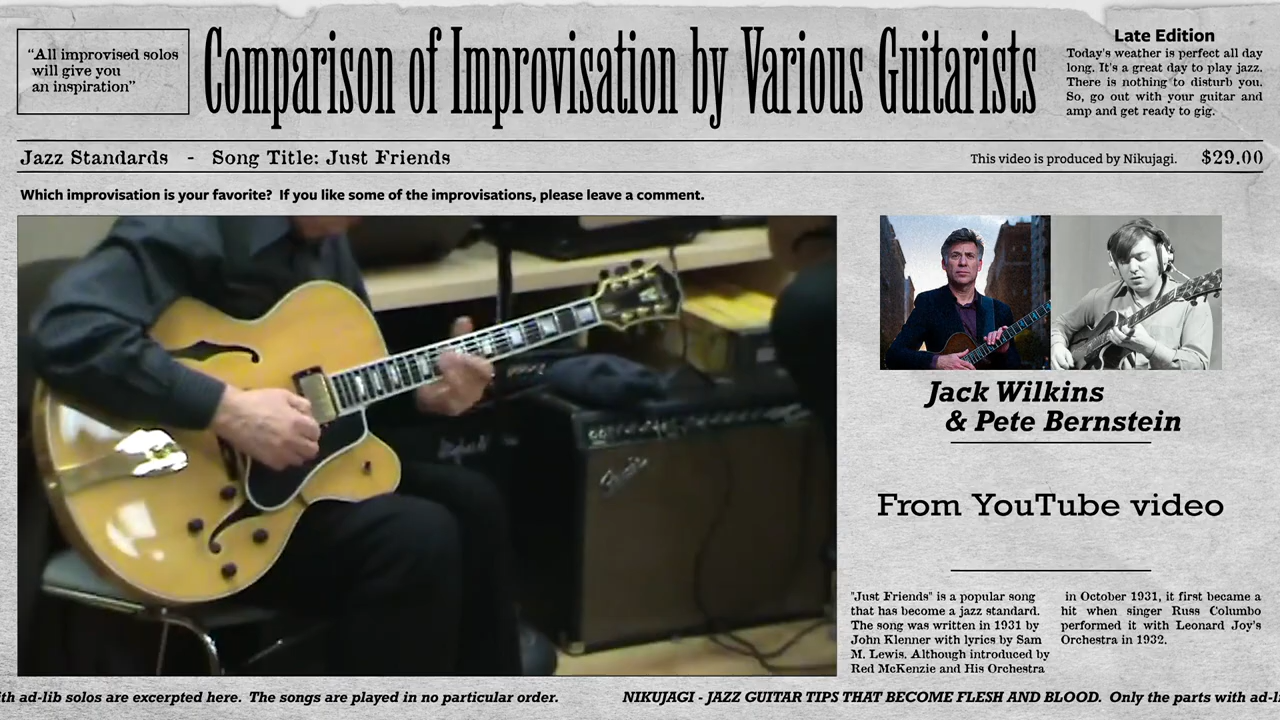 “All improvised solos
will give you
an inspiration”
Comparison of Improvisation by Various Guitarists
Late Edition
Today's weather is perfect all day
long. It's a great day to play jazz.
There is nothing to disturb you.
So, go out with your guitar and
amp and get ready to gig.
Jazz Standards - Song Title: Just Friends
This video is produced by Nikujagi. $29.00
Which improvisation is your favorite? If you like some of the improvisations, please leave a comment.
Fender
Jack Wilkins
& Pete Bernstein
From YouTube video
"Just Friends" is a popular song
that has become a jazz standard.
The song was written in 1931 by
John Klenner with lyrics by Sam
M. Lewis. Although introduced by
Red McKenzie and His Orchestra
in October 1931, it first became a
hit when singer Russ Columbo
performed it with Leonard Joy's
Orchestra in 1932.
ad-lib solos are excerpted here. The songs are played in no particular order. NIKUJAGI - JAZZ GUITAR TIPS THAT BECOME FLESH AND BLOOD. Only the parts with